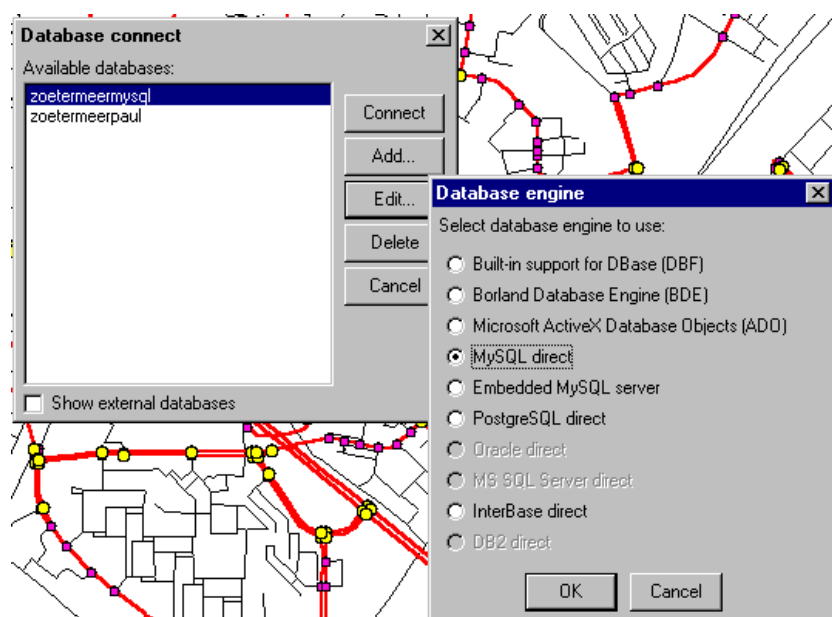 Database connect
Available databases:
zoetermeermysql
zoetermeerpaul
Connect
Add...
Edit...
Delete
Cancel
Show external databases
Database engine
Select database engine to use:
Built-in support for DBase (DBF)
Borland Database Engine (BDE)
Microsoft ActiveX Database Objects (ADO)
MySQL direct
Embedded MySQL server
PostgreSQL direct
Oracle direct
MS SQL Server direct
InterBase direct
DB2 direct
OK
Cancel